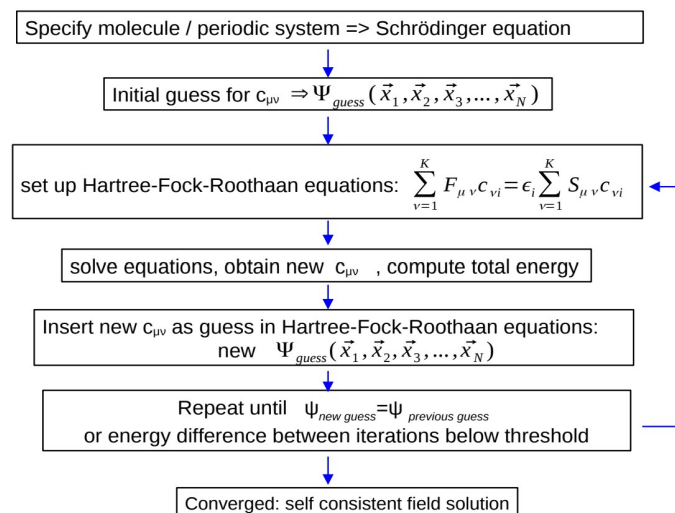 Specify molecule / periodic system => Schrödinger equation
Initial guess for cμν ⇒ Ψguess(x⃗1, x⃗2, x⃗3, ..., x⃗N)
set up Hartree-Fock-Roothaan equations: ∑ν=1K Fμν cνi = ϵi ∑ν=1K Sμν cνi
solve equations, obtain new cμν , compute total energy
Insert new cμν as guess in Hartree-Fock-Roothaan equations:
new Ψguess(x⃗1, x⃗2, x⃗3, ..., x⃗N)
Repeat until ψnew guess=ψ previous guess
or energy difference between iterations below threshold
Converged: self consistent field solution